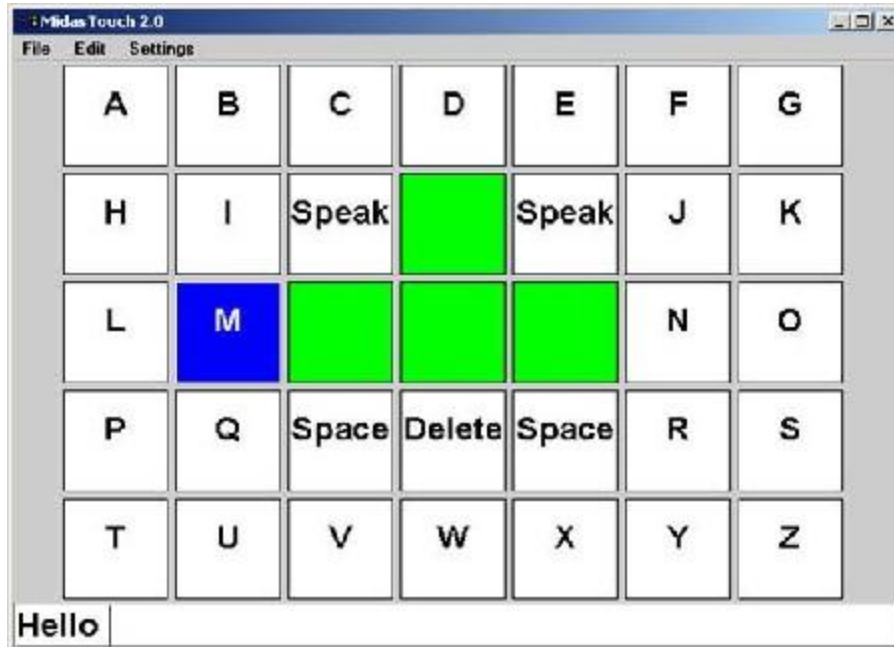 Midas Touch 2.0
File Edit Settings
A B C D E F G
H I Speak Speak J K
L M N O
P Q Space Delete Space R S
T U V W X Y Z
Hello